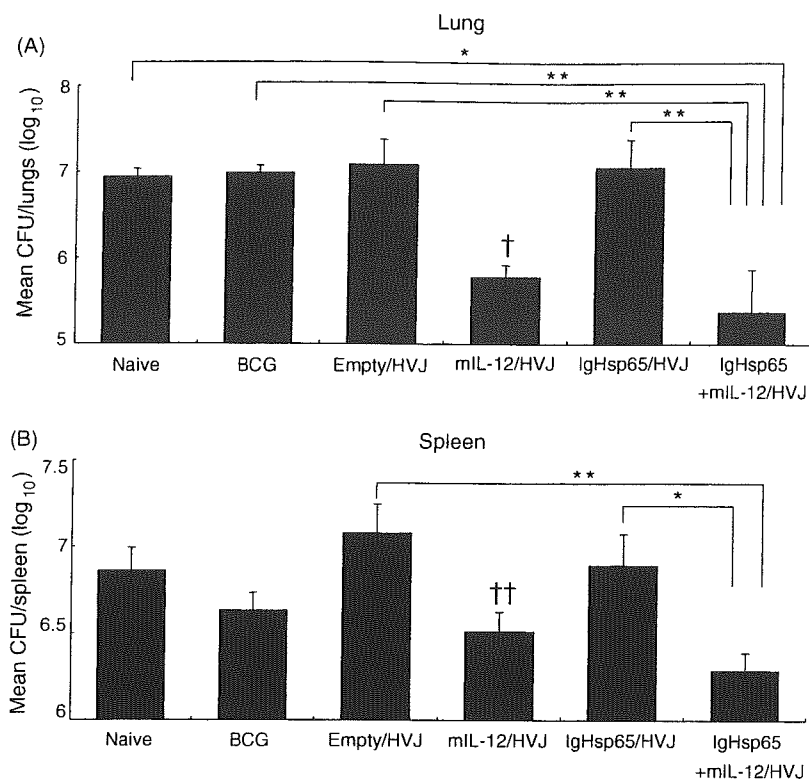 Lung
(A)
*
**
**
**
8
7
6
5
Mean CFU/lungs (log10)
†
Naive BCG Empty/HVJ mIL-12/HVJ IgHsp65/HVJ IgHsp65
+mIL-12/HVJ
(B)
Spleen
7.5
7
6.5
6
Mean CFU/spleen (log10)
**
*
††
Naive BCG Empty/HVJ mIL-12/HVJ IgHsp65/HVJ IgHsp65
+mIL-12/HVJ